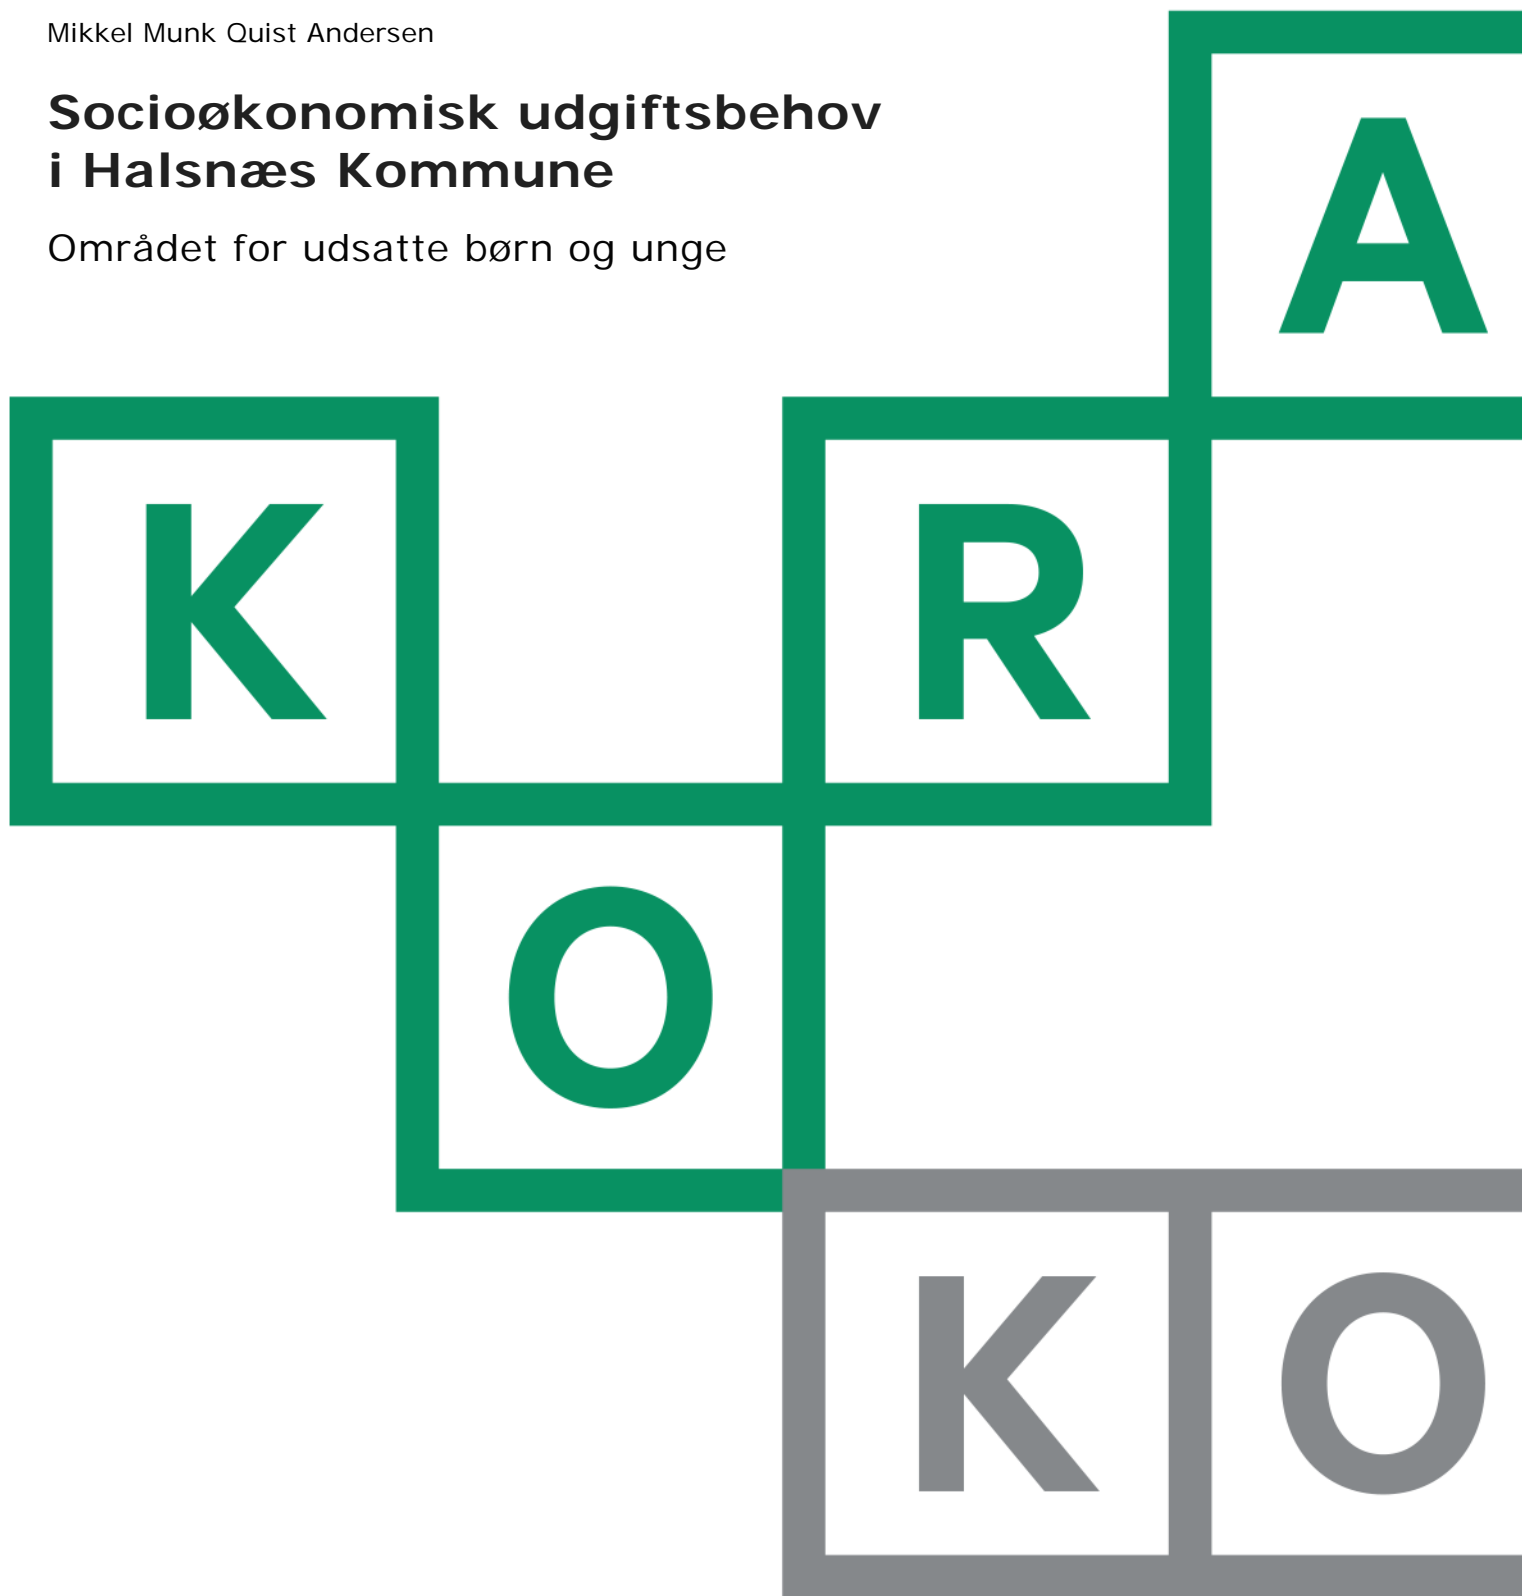 Mikkel Munk Quist Andersen
Socioøkonomisk udgiftsbehov
i Halsnæs Kommune
Området for udsatte børn og unge
A
K R
O
K O